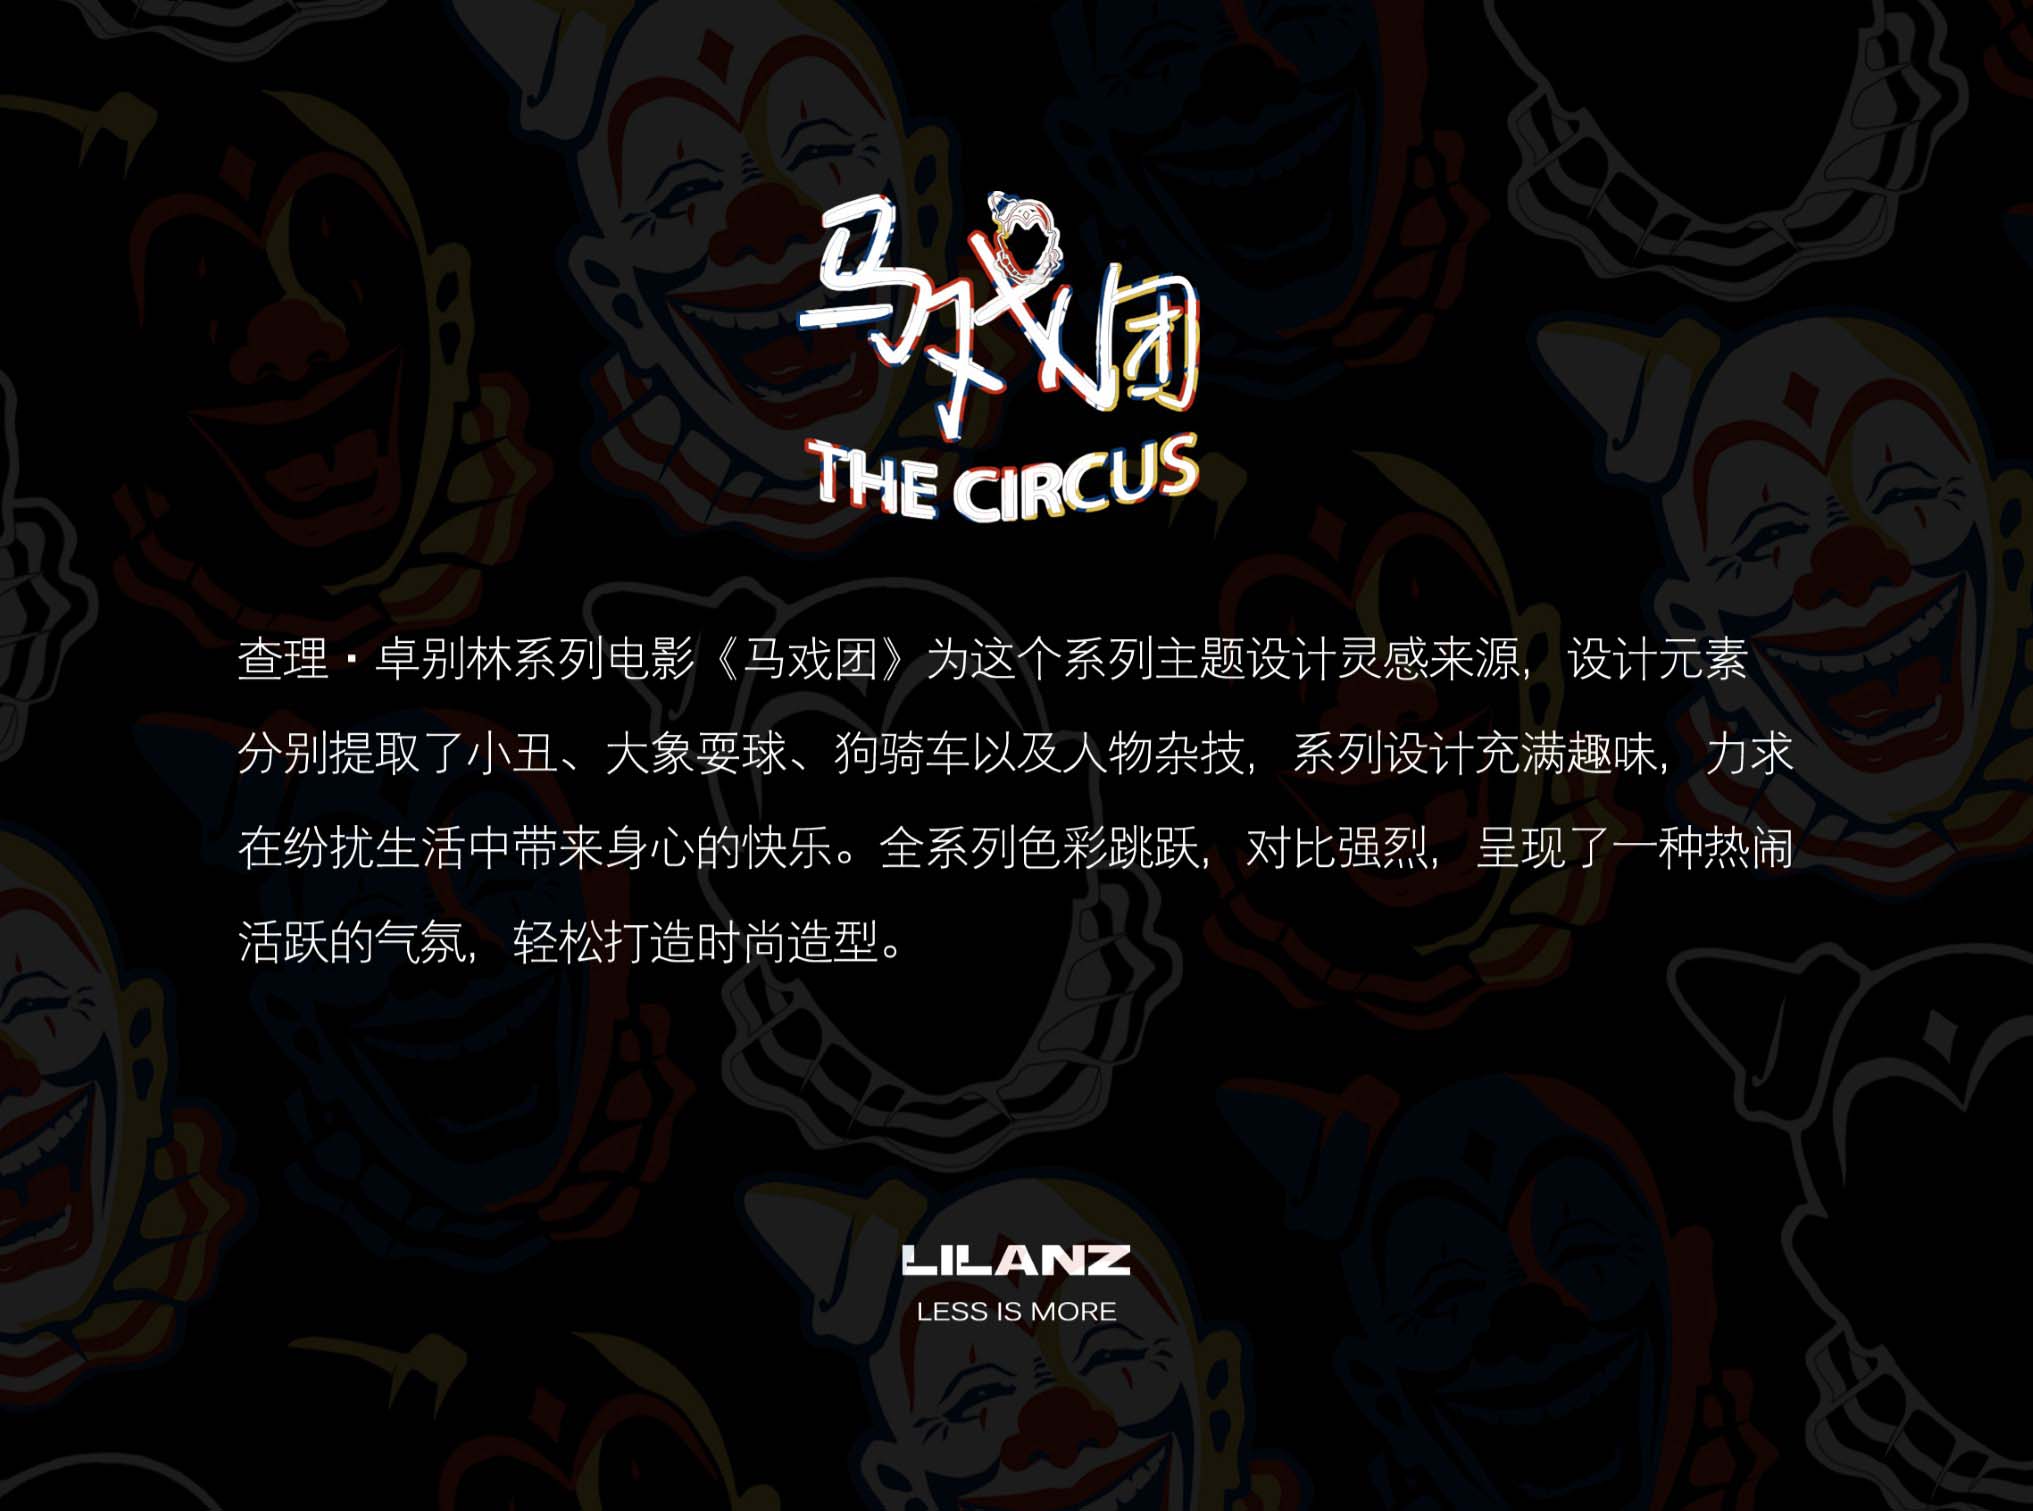 马戏团
THE CIRCUS
查理·卓别林系列电影《马戏团》为这个系列主题设计灵感来源，设计元素
分别提取了小丑、大象耍球、狗骑车以及人物杂技，系列设计充满趣味，力求
在纷扰生活中带来身心的快乐。全系列色彩跳跃，对比强烈，呈现了一种热闹
活跃的气氛，轻松打造时尚造型。
LILANZ
LESS IS MORE